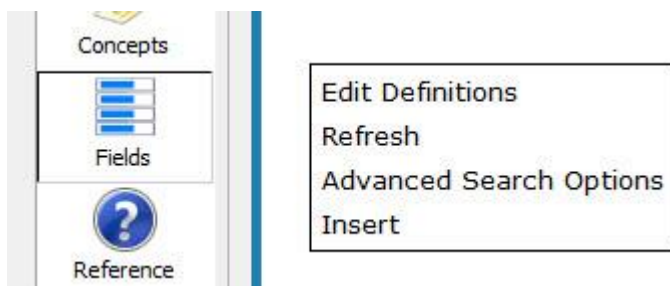 Concepts
Fields
Reference
Edit Definitions
Refresh
Advanced Search Options
Insert